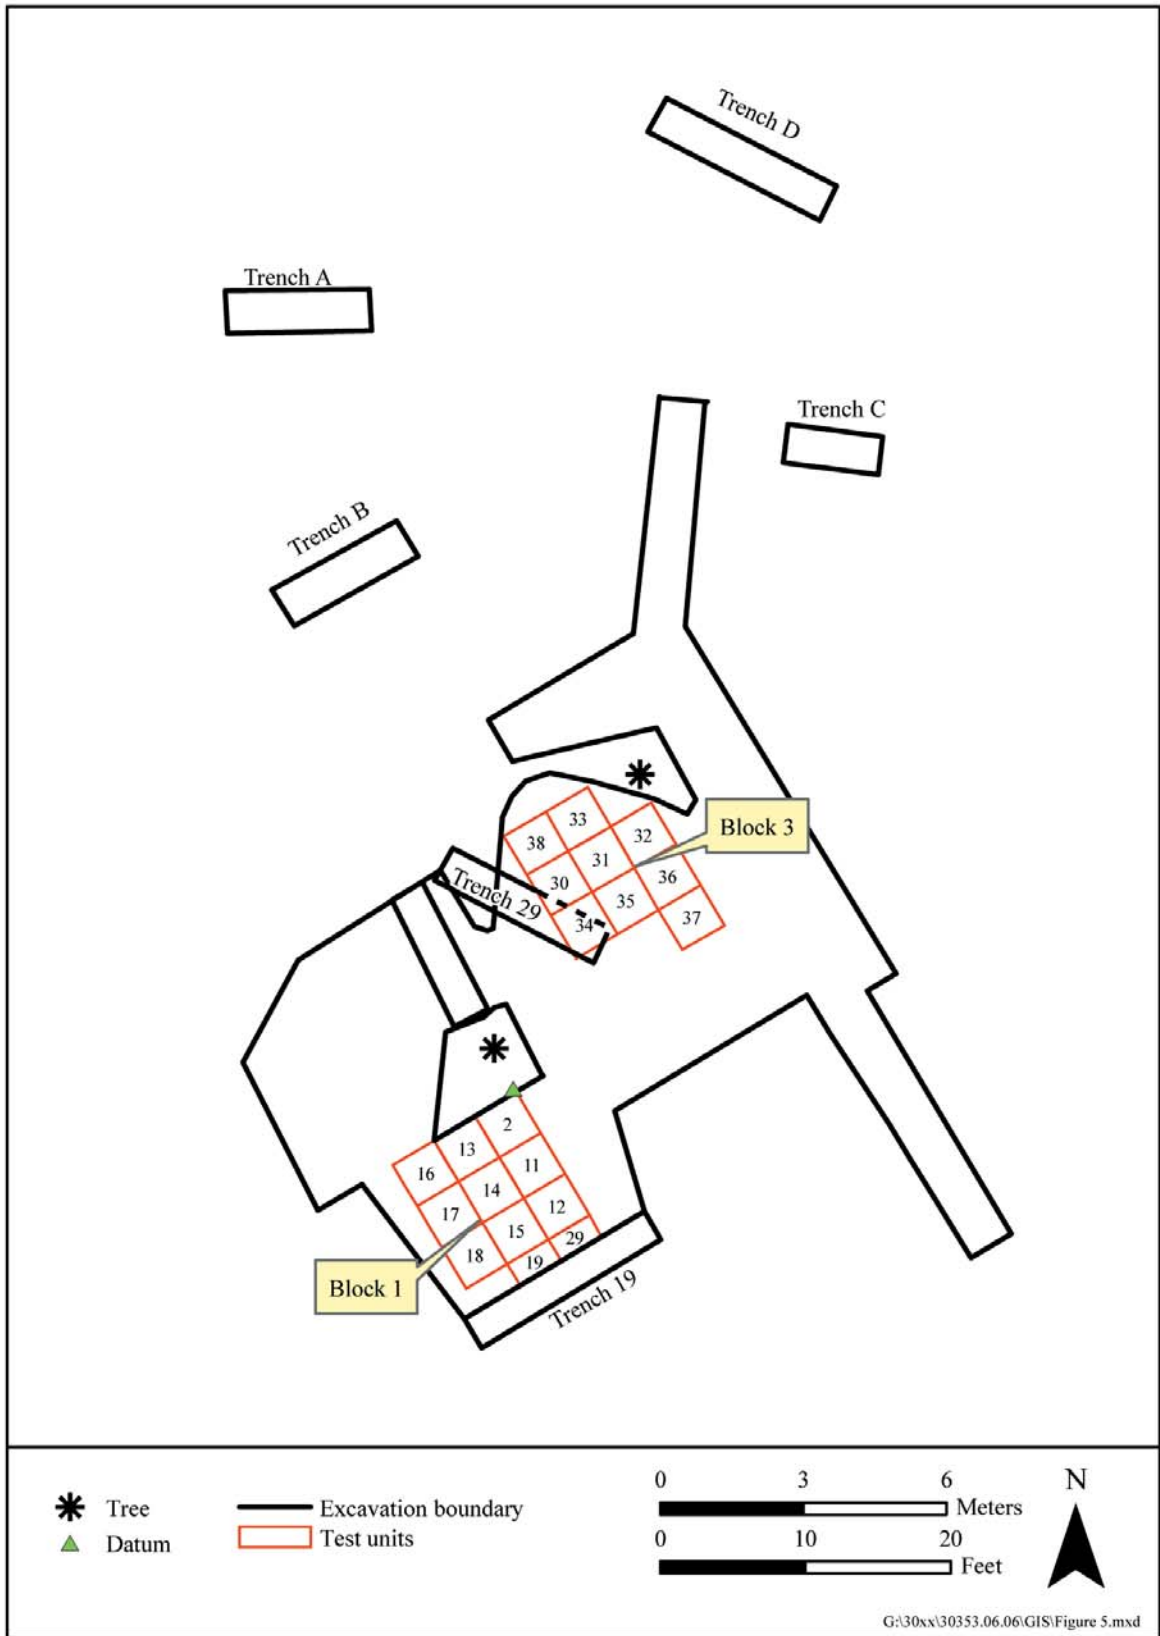 Trench D
Trench A
Trench C
Trench B
33
32
38
Block 3
31
30
36
Trench 29
35
34
37
2
13
11
16
14
12
17
15
29
18
19
Block 1
Trench 19
0 3 6
N
Tree
Excavation boundary
Meters
Datum
Test units
0 10 20
Feet
G:\30xx\30353.06.06\GIS\Figure 5.mxd